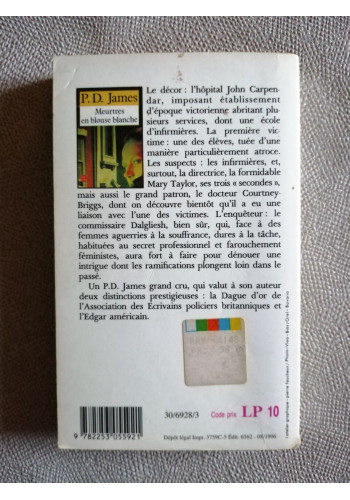 P.D. James
Meurtres
en blouse blanche
Le décor : l'hôpital John Carpen-
dar, imposant établissement
d'époque victorienne abritant plu-
sieurs services, dont une école
d'infirmières. La première vic-
time : une des élèves, tuée d'une
manière particulièrement atroce.
Les suspects : les infirmières, et,
surtout, la directrice, la formidable
Mary Taylor, ses trois « secondes »,
mais aussi le grand patron, le docteur Courtney-
Briggs, dont on découvre bientôt qu'il a eu une
liaison avec l'une des victimes. L'enquêteur : le
commissaire Dalgliesh, bien sûr, qui, face à des
femmes aguerries à la souffrance, dures à la tâche,
habituées au secret professionnel et farouchement
féministes, aura fort à faire pour dénouer une
intrigue dont les ramifications plongent loin dans le
passé.
Un P.D. James grand cru, qui valut à son auteur
deux distinctions prestigieuses : la Dague d'or de
l'Association des Ecrivains policiers britanniques et
l'Edgar américain.
30/6928/3
Code prix LP 10
9 782253 055921